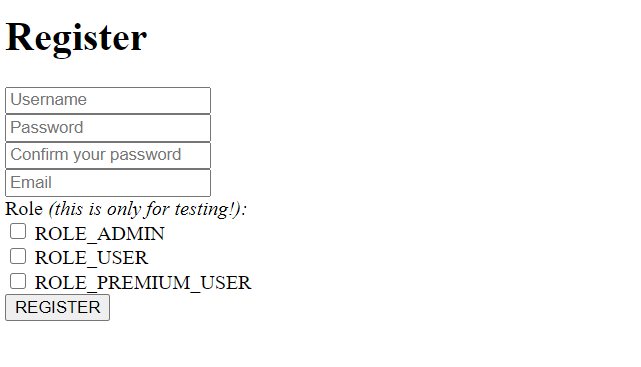 Register
Username
Password
Confirm your password
Email
Role (this is only for testing!):
ROLE_ADMIN
ROLE_USER
ROLE_PREMIUM_USER
REGISTER